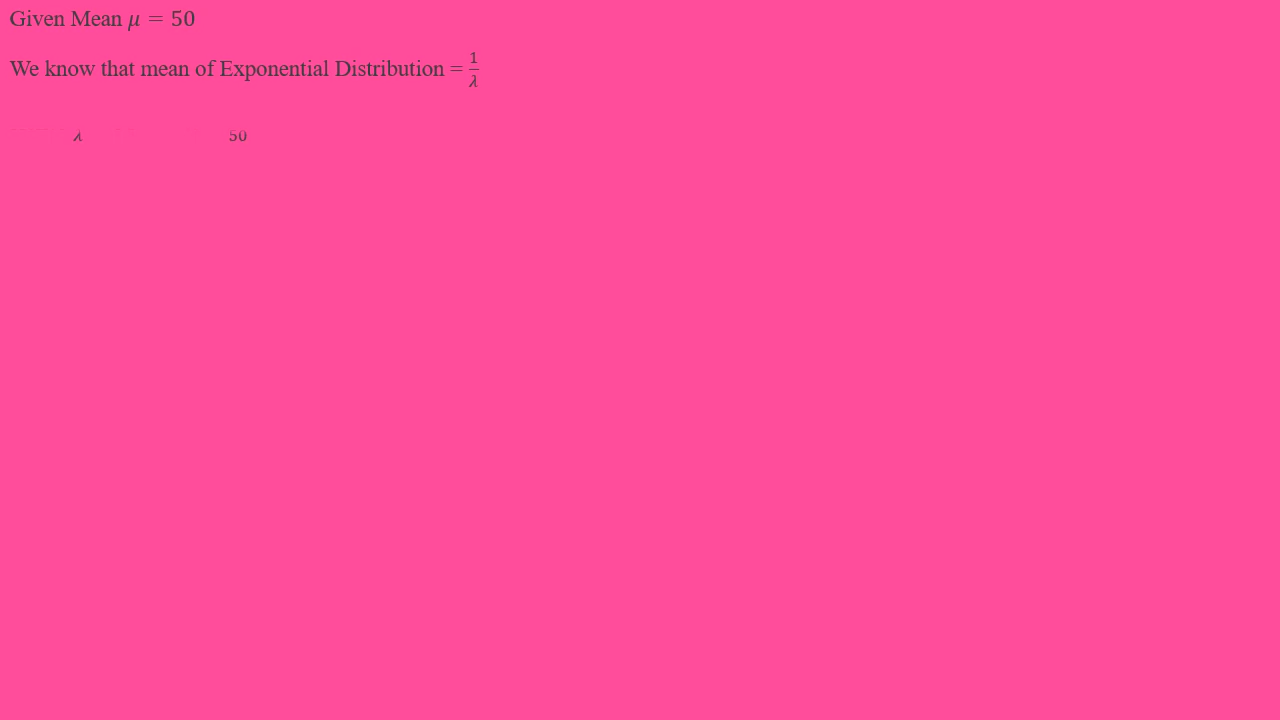 Given Mean μ = 50
We know that mean of Exponential Distribution = 1/λ
λ 50